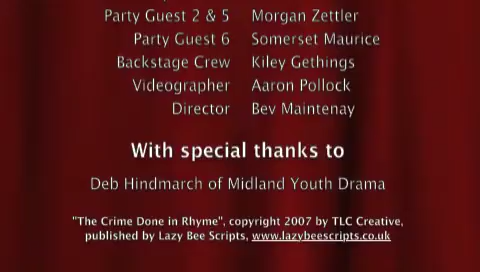 Party Guest 2 & 5 Morgan Zettler
Party Guest 6 Somerset Maurice
Backstage Crew Kiley Gethings
Videographer Aaron Pollock
Director Bev Maintenay
With special thanks to
Deb Hindmarch of Midland Youth Drama
"The Crime Done in Rhyme", copyright 2007 by TLC Creative,
published by Lazy Bee Scripts, www.lazybeescripts.co.uk